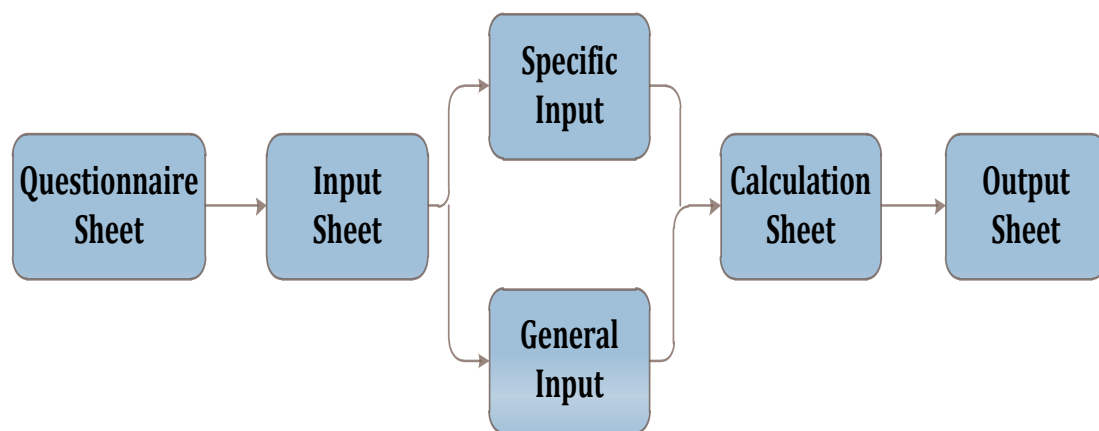 Questionnaire
Sheet
Input
Sheet
Specific
Input
General
Input
Calculation
Sheet
Output
Sheet